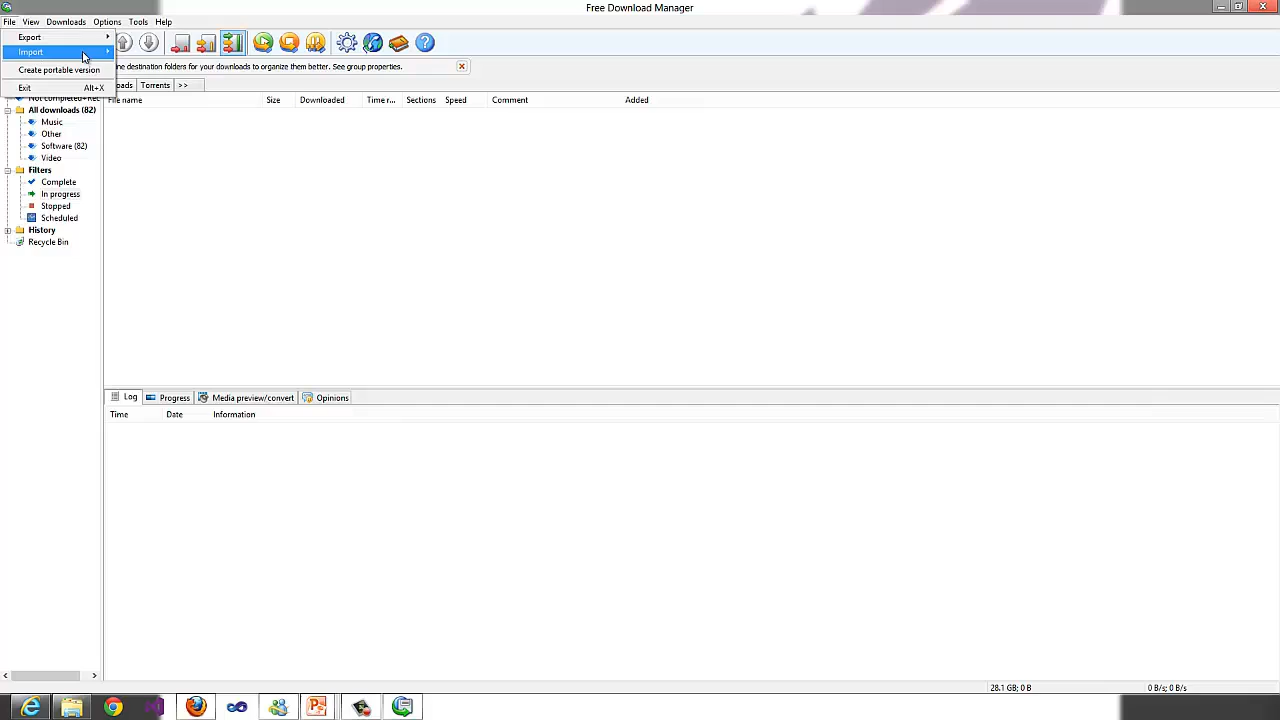 Free Download Manager
File View Downloads Options Tools Help
Export
Import
Create portable version
Exit Alt+X
destination folders for your downloads to organize them better. See group properties.
Torrents >>
name Size Downloaded Time r... Sections Speed Comment Added
All downloads (82)
Music
Other
Software (82)
Video
Filters
Complete
In progress
Stopped
Scheduled
History
Recycle Bin
Log Progress Media preview/convert Opinions
Time Date Information
28.1 GB; 0 B 0 B/s; 0 B/s